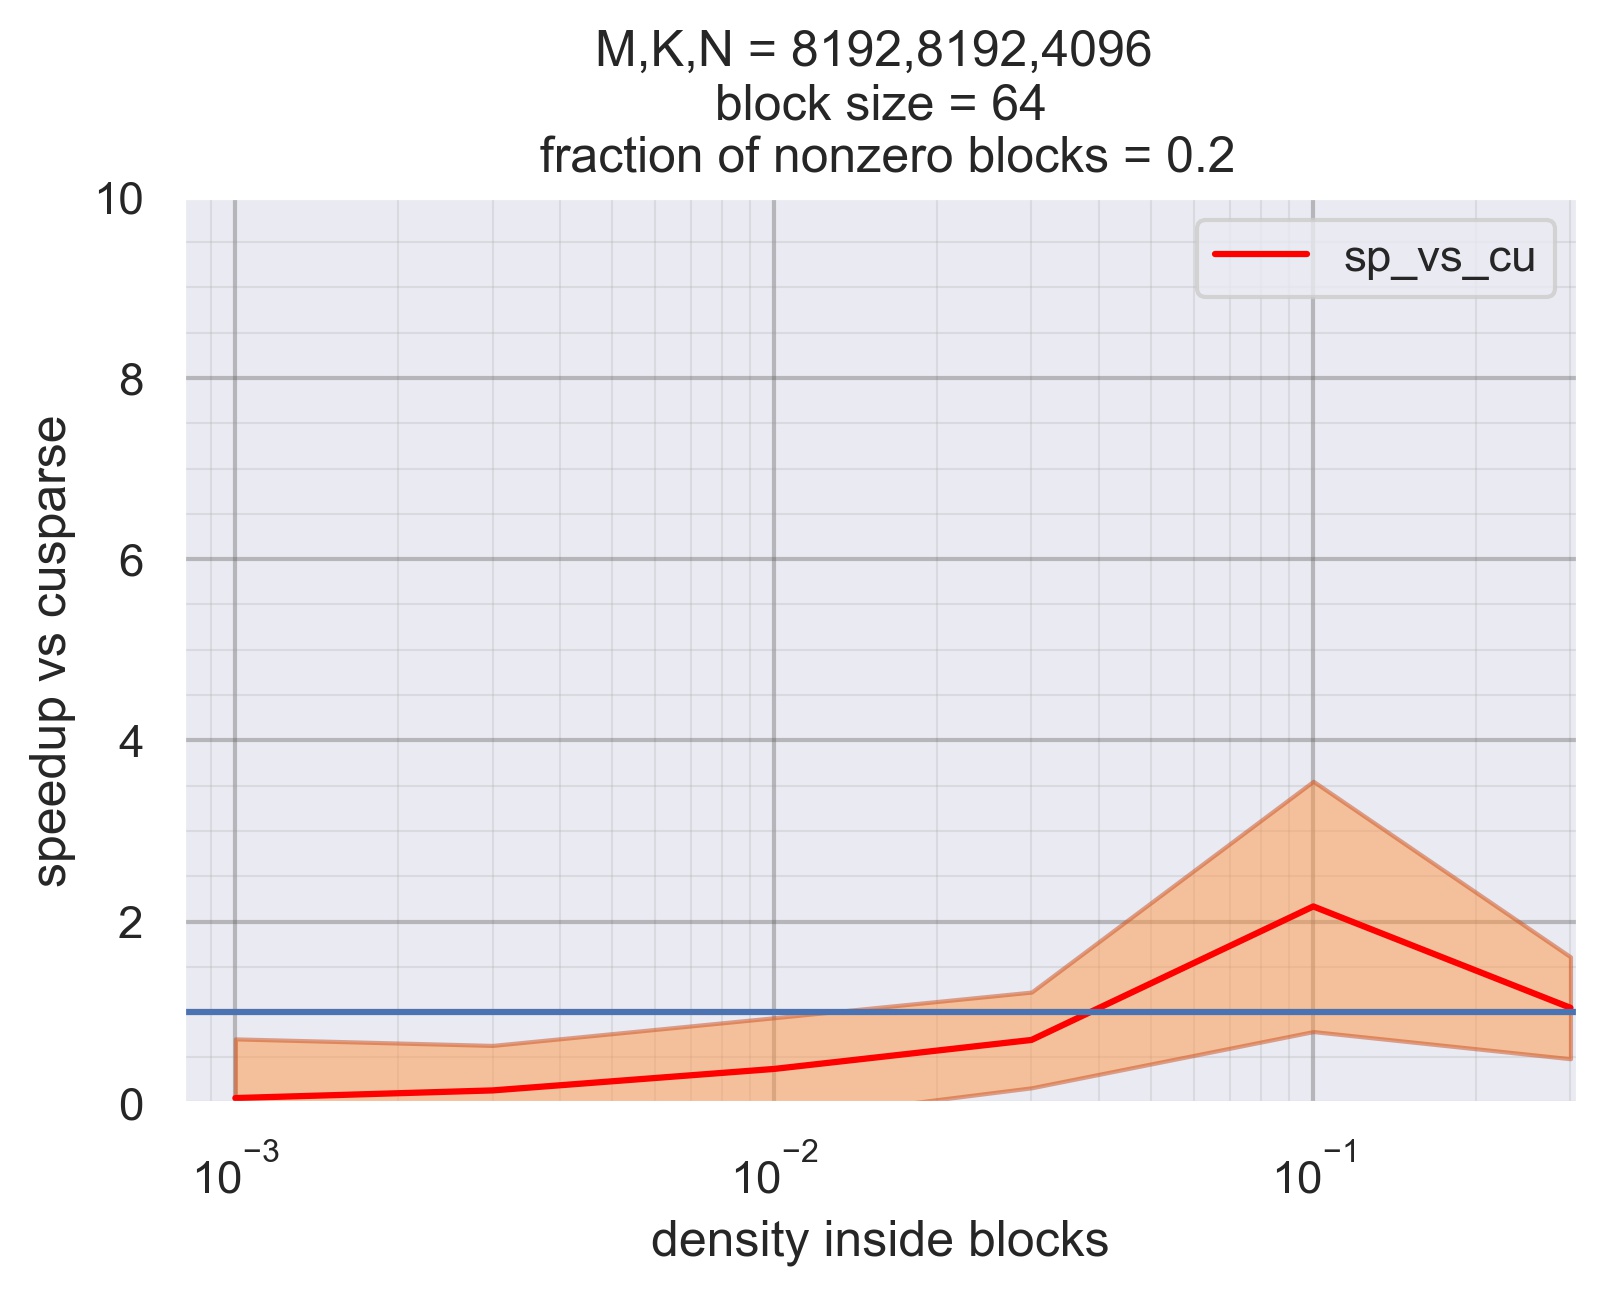 M,K,N = 8192,8192,4096
block size = 64
fraction of nonzero blocks = 0.2
sp_vs_cu
speedup vs cusparse
10
8
6
4
2
0
10⁻³
10⁻²
10⁻¹
density inside blocks